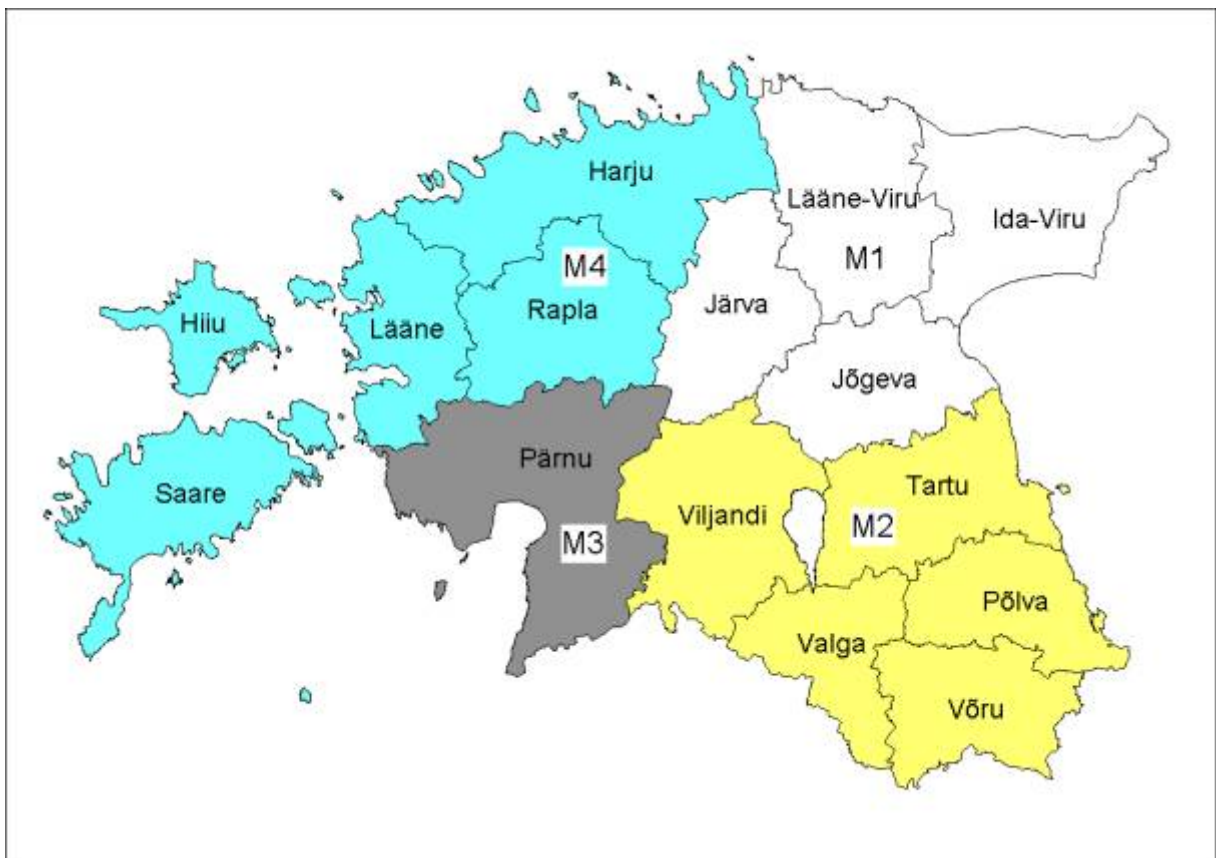 Harju
Lääne-Viru
Ida-Viru
M4
M1
Hiiu
Lääne
Rapla
Järva
Jõgeva
Pärnu
Saare
Viljandi
Tartu
M3
M2
Põlva
Valga
Võru